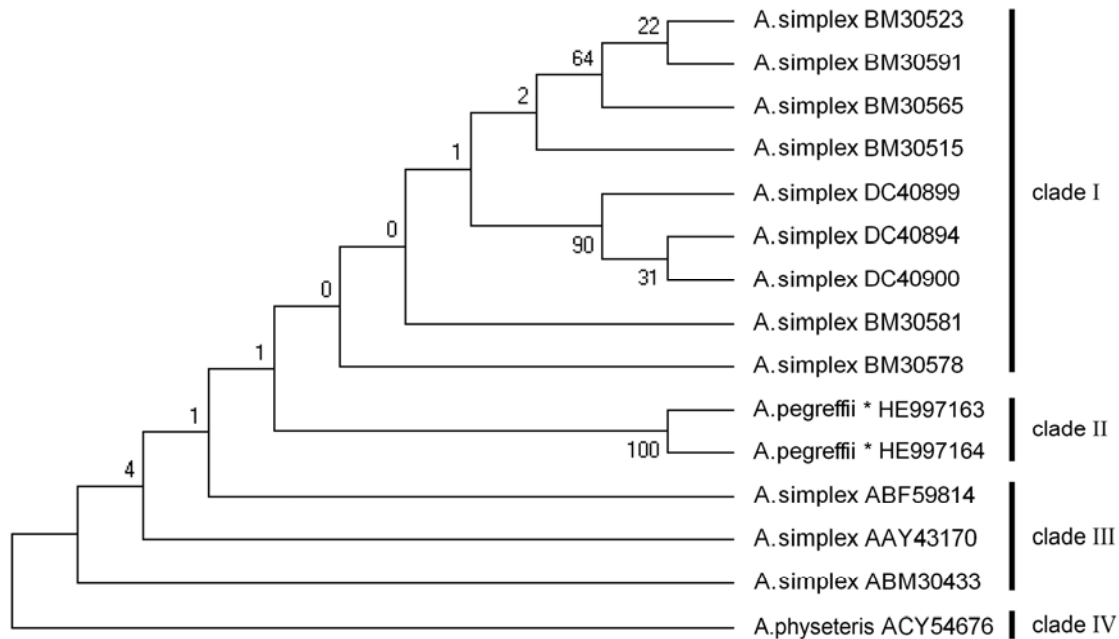 22
A.simplex BM30523
A.simplex BM30591
64
A.simplex BM30565
2
A.simplex BM30515
1
A.simplex DC40899
clade I
90
A.simplex DC40894
31
A.simplex DC40900
0
A.simplex BM30581
0
A.simplex BM30578
1
A.pegreffii * HE997163
100
A.pegreffii * HE997164
clade II
1
A.simplex ABF59814
4
A.simplex AAY43170
clade III
A.simplex ABM30433
A.physeteris ACY54676
clade IV